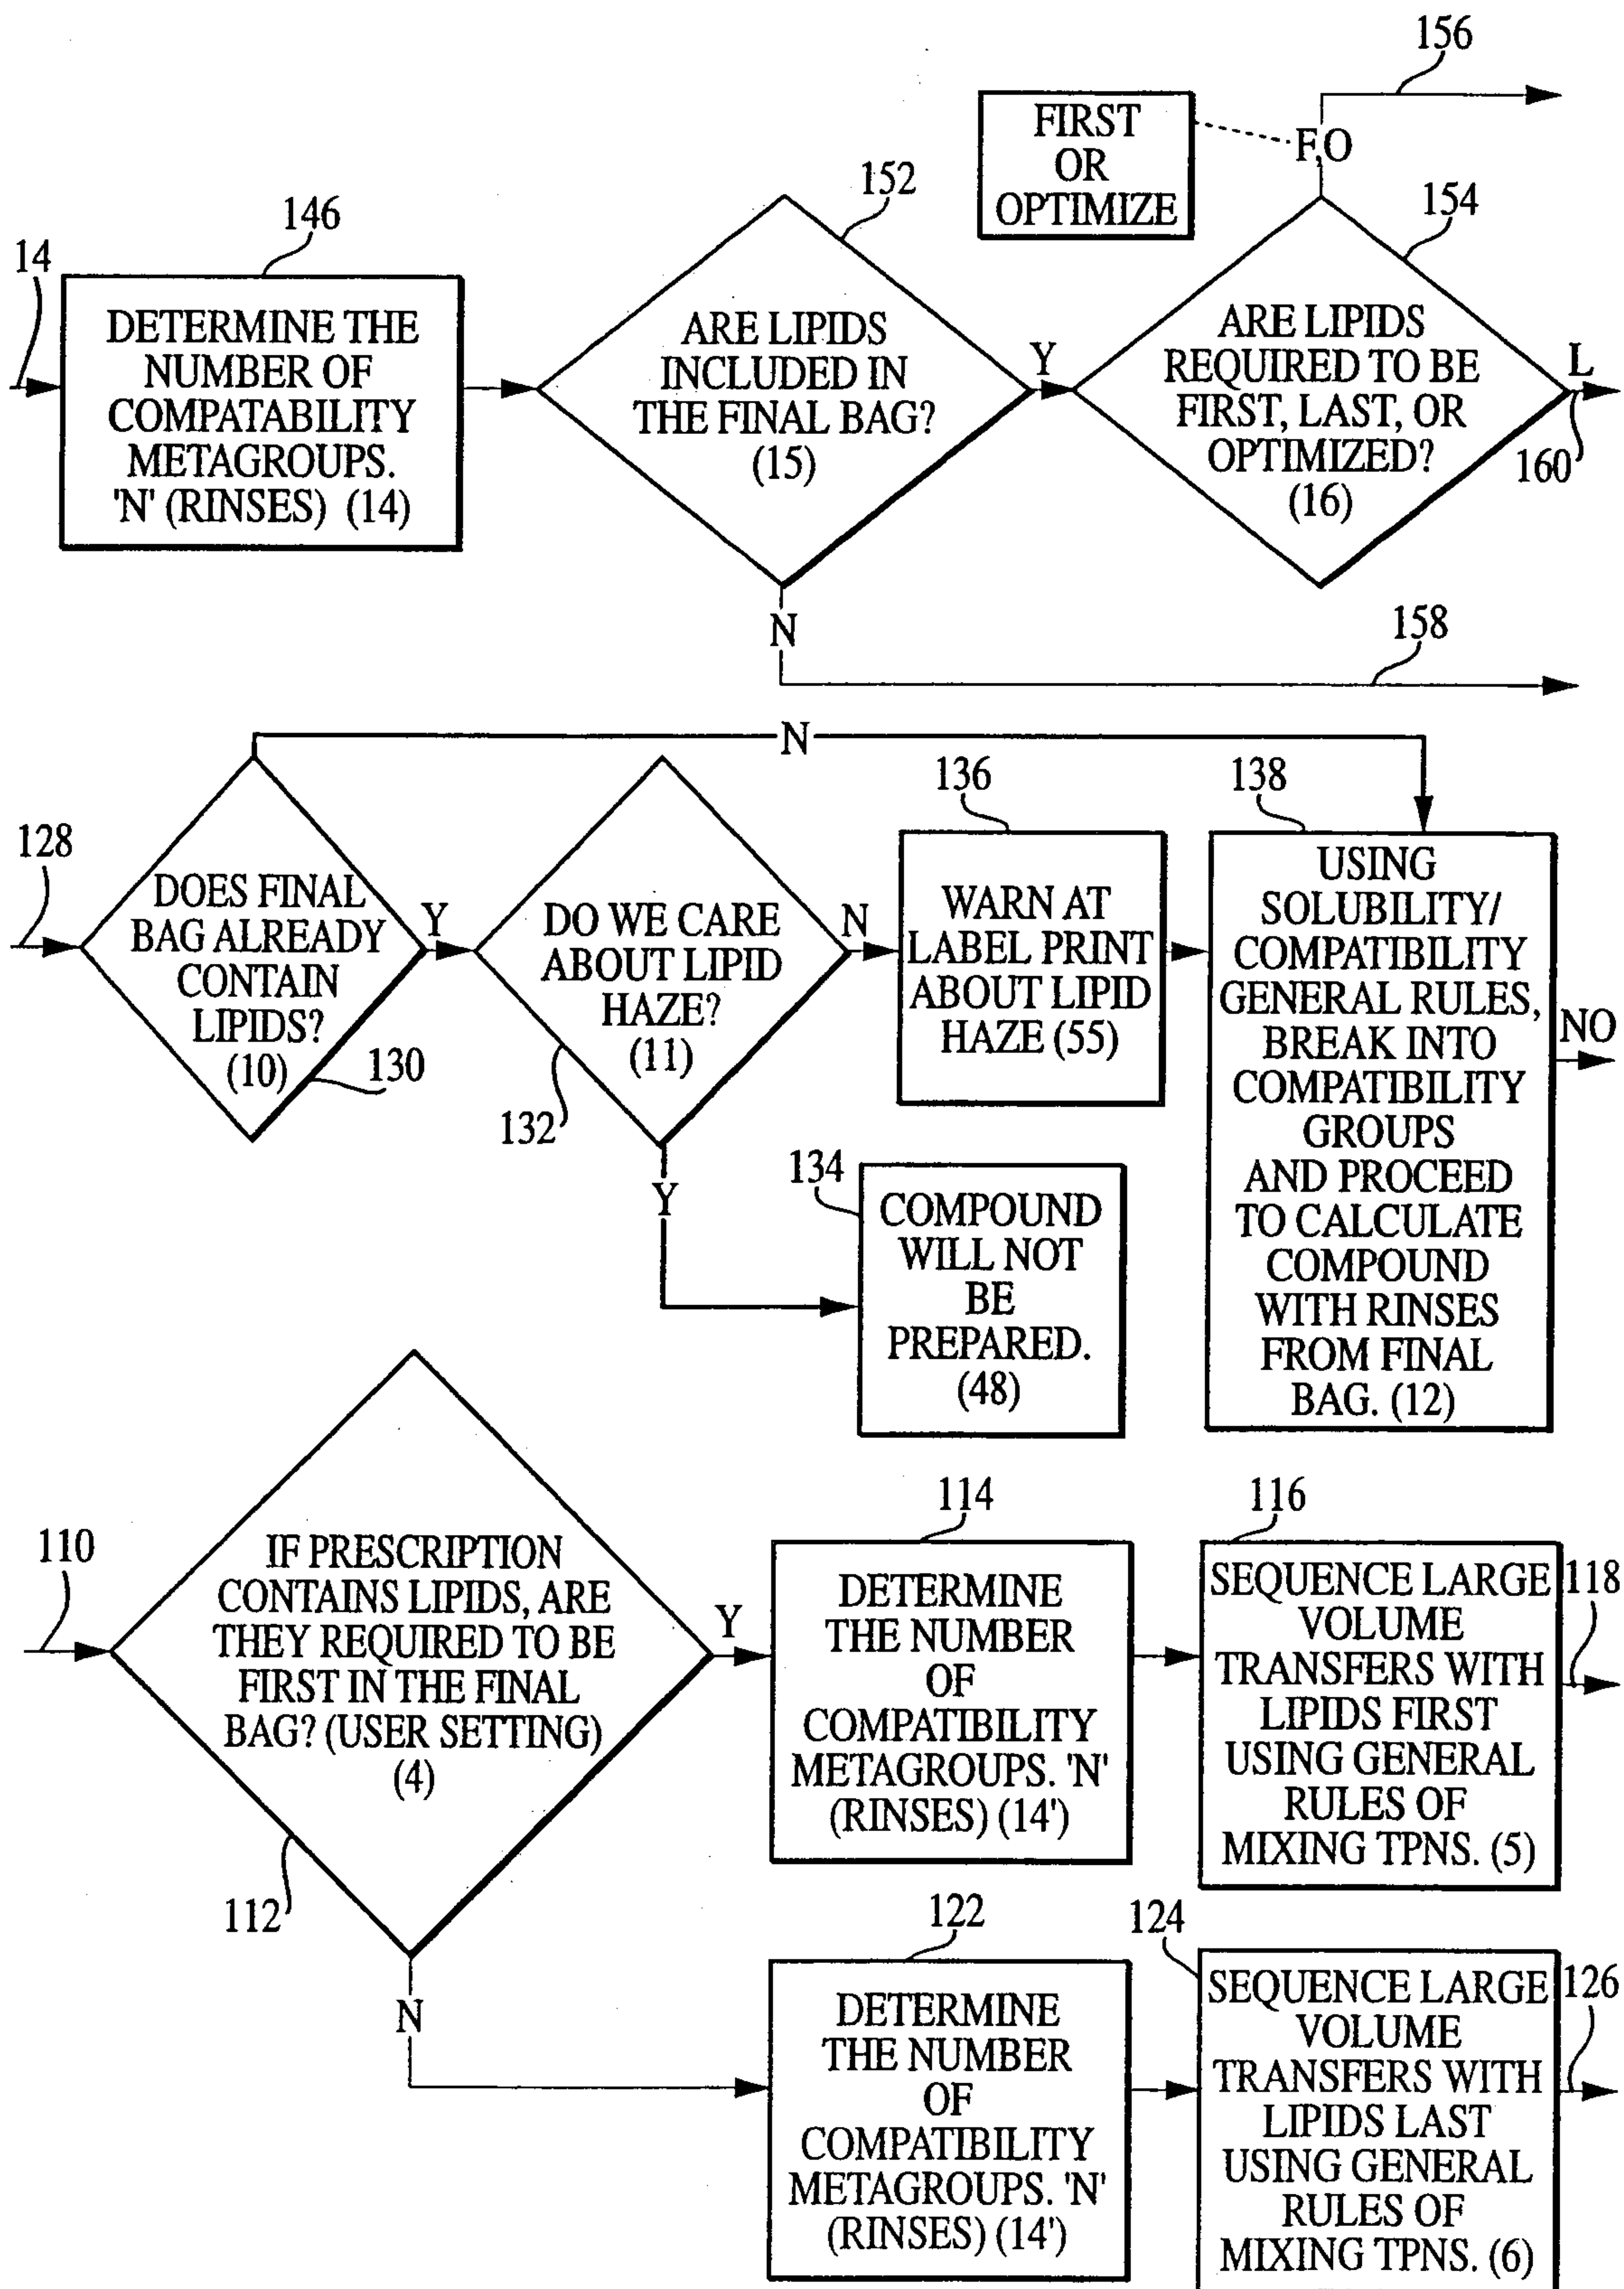 156
FIRST
OR
OPTIMIZE
F,O
152
154
146
14
DETERMINE THE
NUMBER OF
COMPATABILITY
METAGROUPS.
'N' (RINSES) (14)
ARE LIPIDS
INCLUDED IN
THE FINAL BAG?
(15)
Y
ARE LIPIDS
REQUIRED TO BE
FIRST, LAST, OR
OPTIMIZED?
(16)
L
160
N
158
N
136
138
128
DOES FINAL
BAG ALREADY
CONTAIN
LIPIDS?
(10)
130
Y
DO WE CARE
ABOUT LIPID
HAZE?
(11)
132
N
WARN AT
LABEL PRINT
ABOUT LIPID
HAZE (55)
USING
SOLUBILITY/
COMPATIBILITY
GENERAL RULES,
BREAK INTO
COMPATIBILITY
GROUPS
AND PROCEED
TO CALCULATE
COMPOUND
WITH RINSES
FROM FINAL
BAG. (12)
NO
Y
134
COMPOUND
WILL NOT
BE
PREPARED.
(48)
110
IF PRESCRIPTION
CONTAINS LIPIDS, ARE
THEY REQUIRED TO BE
FIRST IN THE FINAL
BAG? (USER SETTING)
(4)
112
Y
114
DETERMINE
THE NUMBER
OF
COMPATIBILITY
METAGROUPS. 'N'
(RINSES) (14')
116
SEQUENCE LARGE
VOLUME
TRANSFERS WITH
LIPIDS FIRST
USING GENERAL
RULES OF
MIXING TPNS. (5)
118
N
122
DETERMINE
THE NUMBER
OF
COMPATIBILITY
METAGROUPS. 'N'
(RINSES) (14')
124
SEQUENCE LARGE
VOLUME
TRANSFERS WITH
LIPIDS LAST
USING GENERAL
RULES OF
MIXING TPNS. (6)
126